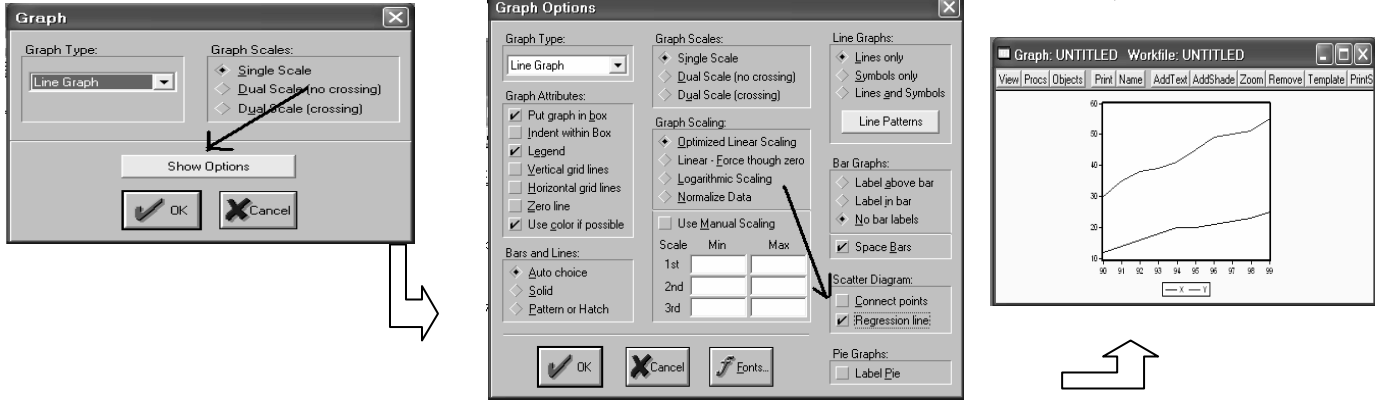 Graph
Graph Type:
Line Graph
Graph Scales:
Single Scale
Dual Scale (no crossing)
Dual Scale (crossing)
Show Options
OK
Cancel
Graph Options
Graph Type:
Line Graph
Graph Attributes:
Put graph in box
Indent within Box
Legend
Vertical grid lines
Horizontal grid lines
Zero line
Use color if possible
Bars and Lines:
Auto choice
Solid
Pattern or Hatch
Graph Scales:
Single Scale
Dual Scale (no crossing)
Dual Scale (crossing)
Graph Scaling:
Optimized Linear Scaling
Linear - Force though zero
Logarithmic Scaling
Normalize Data
Use Manual Scaling
Scale Min Max
1st
2nd
3rd
Line Graphs:
Lines only
Symbols only
Lines and Symbols
Line Patterns
Bar Graphs:
Label above bar
Label in bar
No bar labels
Space Bars
Scatter Diagram:
Connect points
Regression line
Pie Graphs:
Label Pie
OK
Cancel
Fonts...
Graph: UNTITLED Workfile: UNTITLED
View Procs Objects Print Name AddText AddShade Zoom Remove Template PrintS
60
50
40
30
20
10
90 91 92 93 94 95 96 97 98 99
X Y